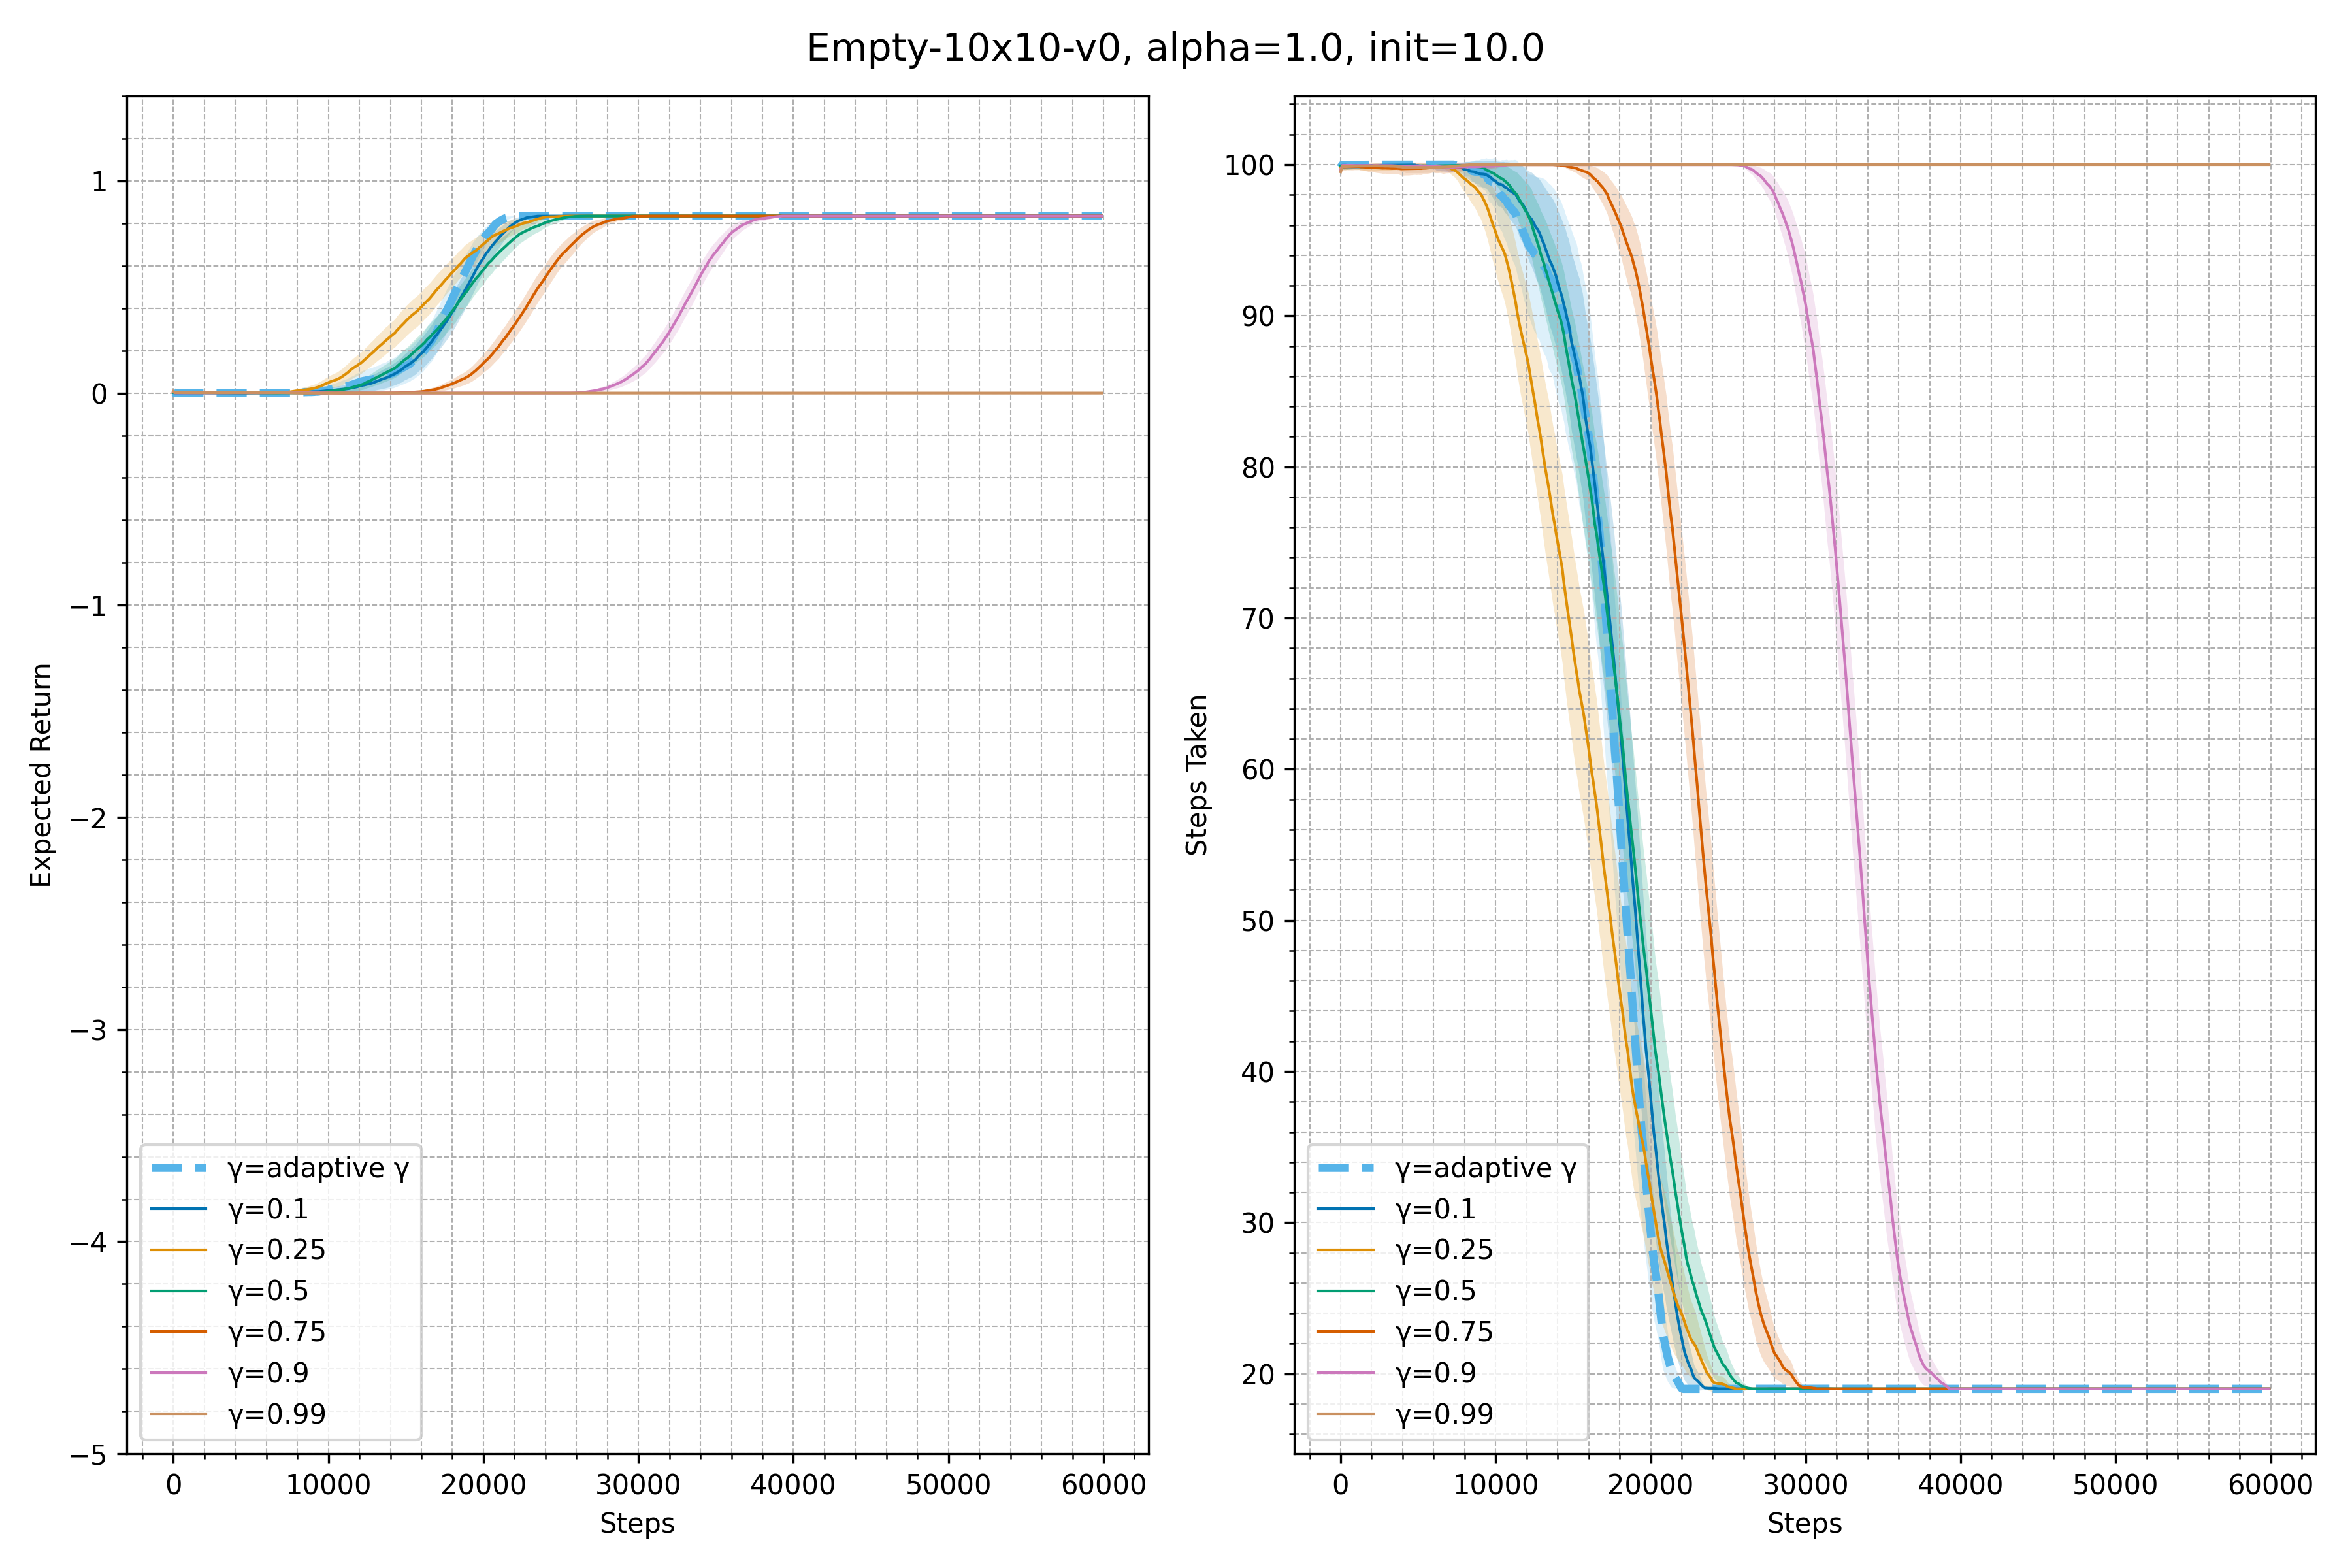 Empty-10x10-v0, alpha=1.0, init=10.0
Expected Return
1
0
−1
−2
−3
−4
−5
0 10000 20000 30000 40000 50000 60000
Steps
γ=adaptive γ
γ=0.1
γ=0.25
γ=0.5
γ=0.75
γ=0.9
γ=0.99
Steps Taken
100
90
80
70
60
50
40
30
20
0 10000 20000 30000 40000 50000 60000
Steps
γ=adaptive γ
γ=0.1
γ=0.25
γ=0.5
γ=0.75
γ=0.9
γ=0.99